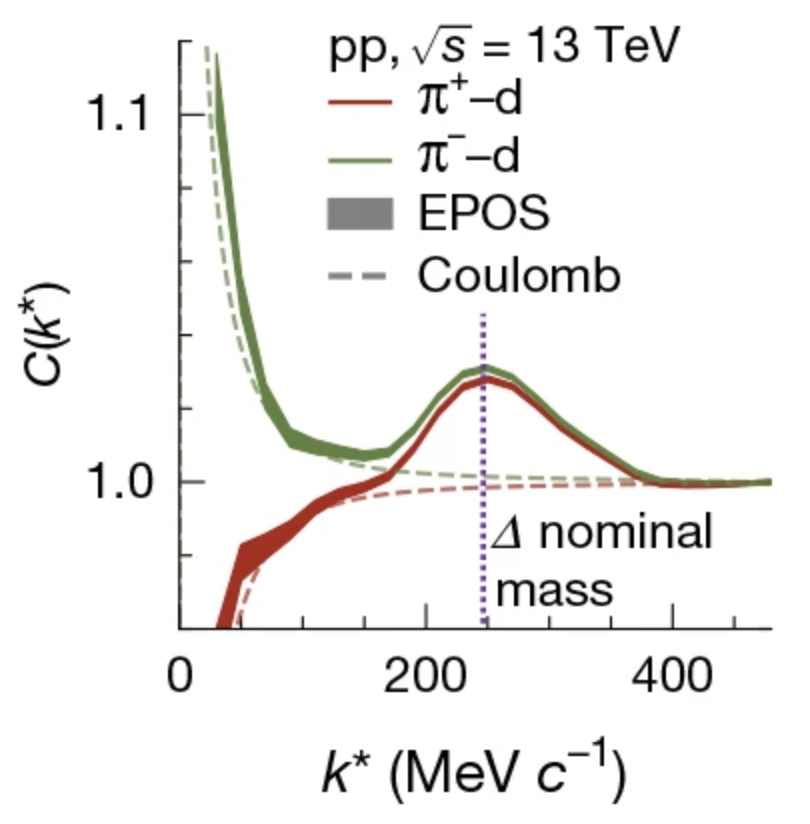 pp, √s = 13 TeV
π⁺–d
π⁻–d
EPOS
Coulomb
1.1
1.0
C(k*)
Δ nominal
mass
0 200 400
k* (MeV c⁻¹)